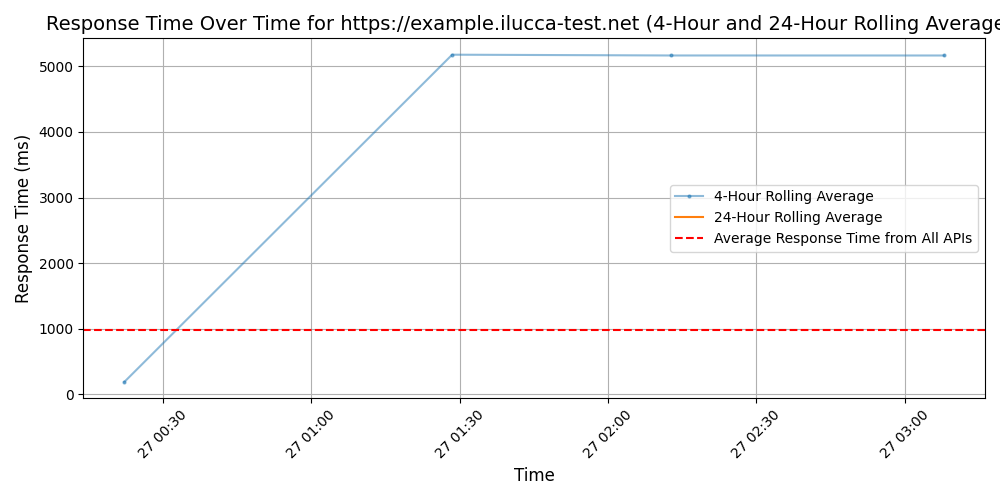 Response Time Over Time for https://example.ilucca-test.net (4-Hour and 24-Hour Rolling Average
Response Time (ms)
5000
4000
3000
2000
1000
0
4-Hour Rolling Average
24-Hour Rolling Average
Average Response Time from All APIs
27 00:30
27 01:00
27 01:30
27 02:00
27 02:30
27 03:00
Time